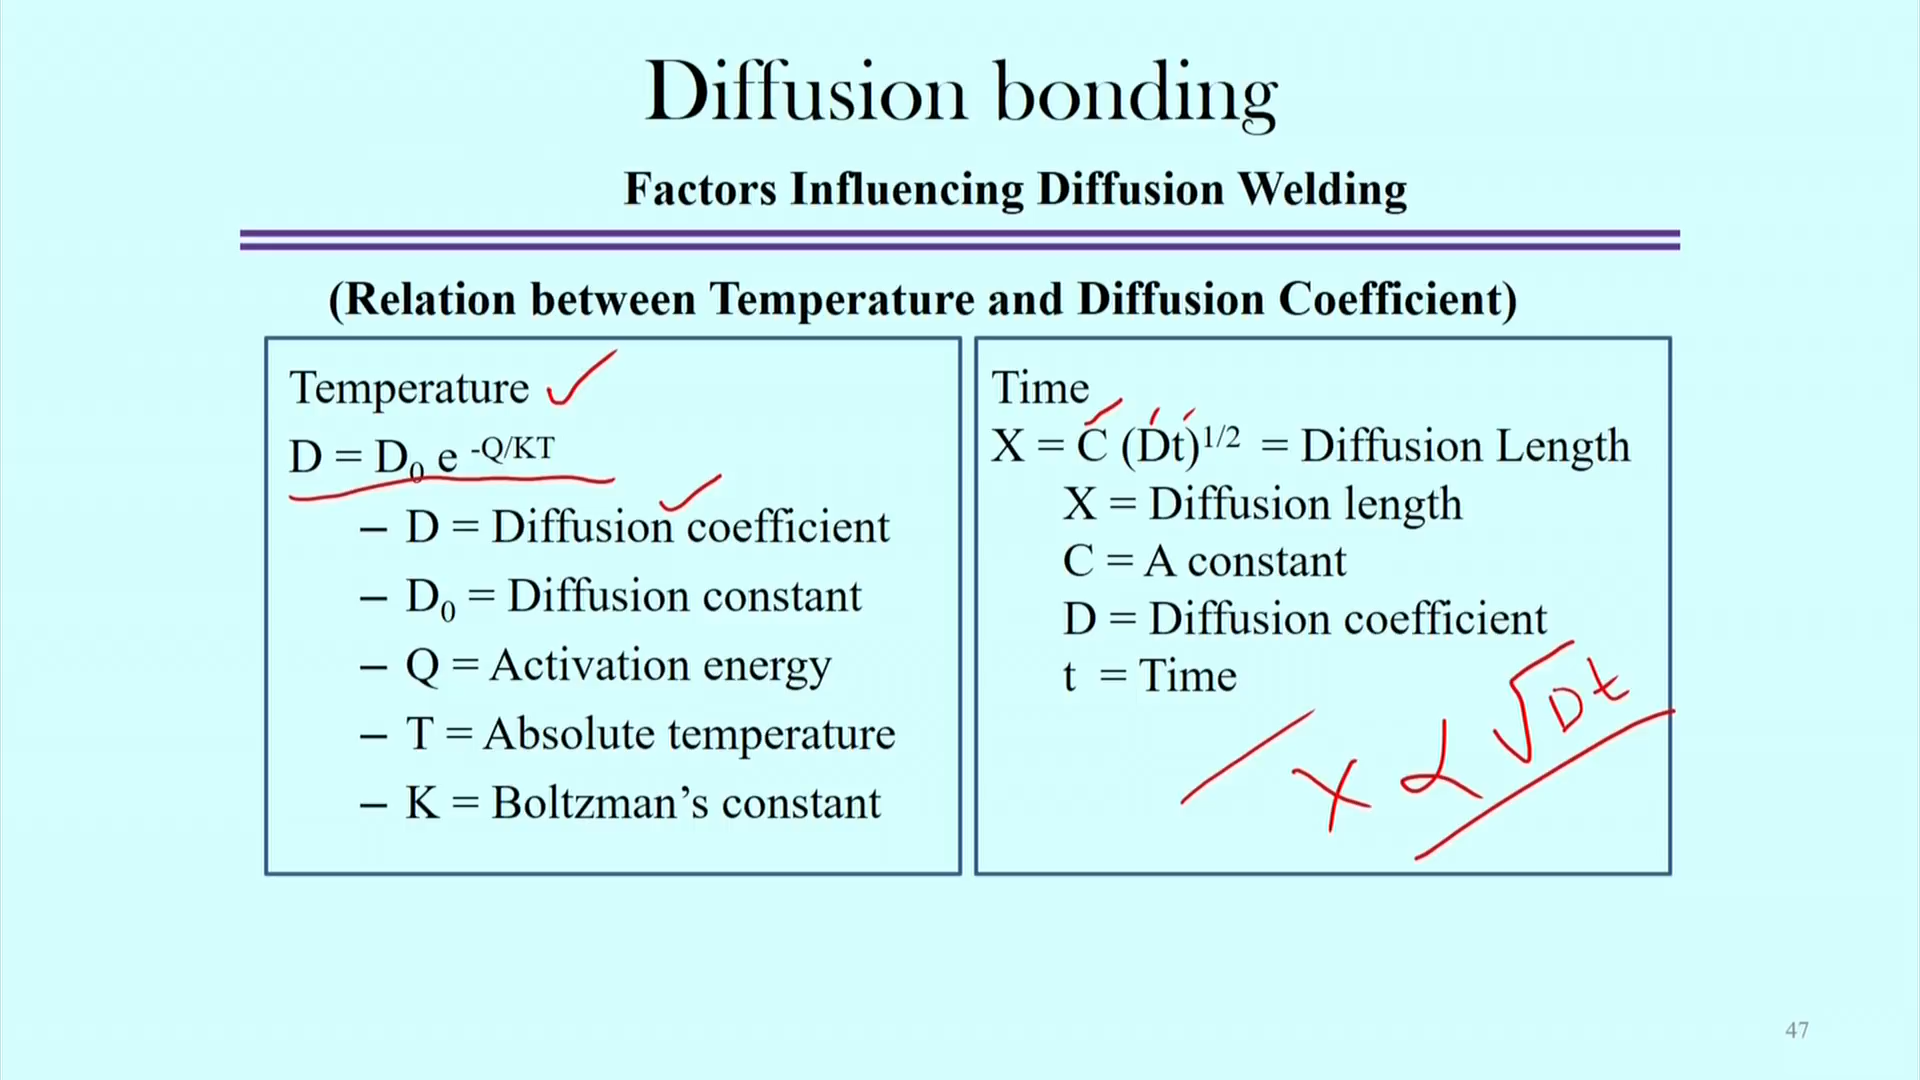 Diffusion bonding
Factors Influencing Diffusion Welding
(Relation between Temperature and Diffusion Coefficient)
Temperature
D = D₀ e ⁻Q/KT
– D = Diffusion coefficient
– D₀ = Diffusion constant
– Q = Activation energy
– T = Absolute temperature
– K = Boltzman’s constant
Time
X = C (Dt)^1/2 = Diffusion Length
X = Diffusion length
C = A constant
D = Diffusion coefficient
t = Time
X ∝ √Dt
47